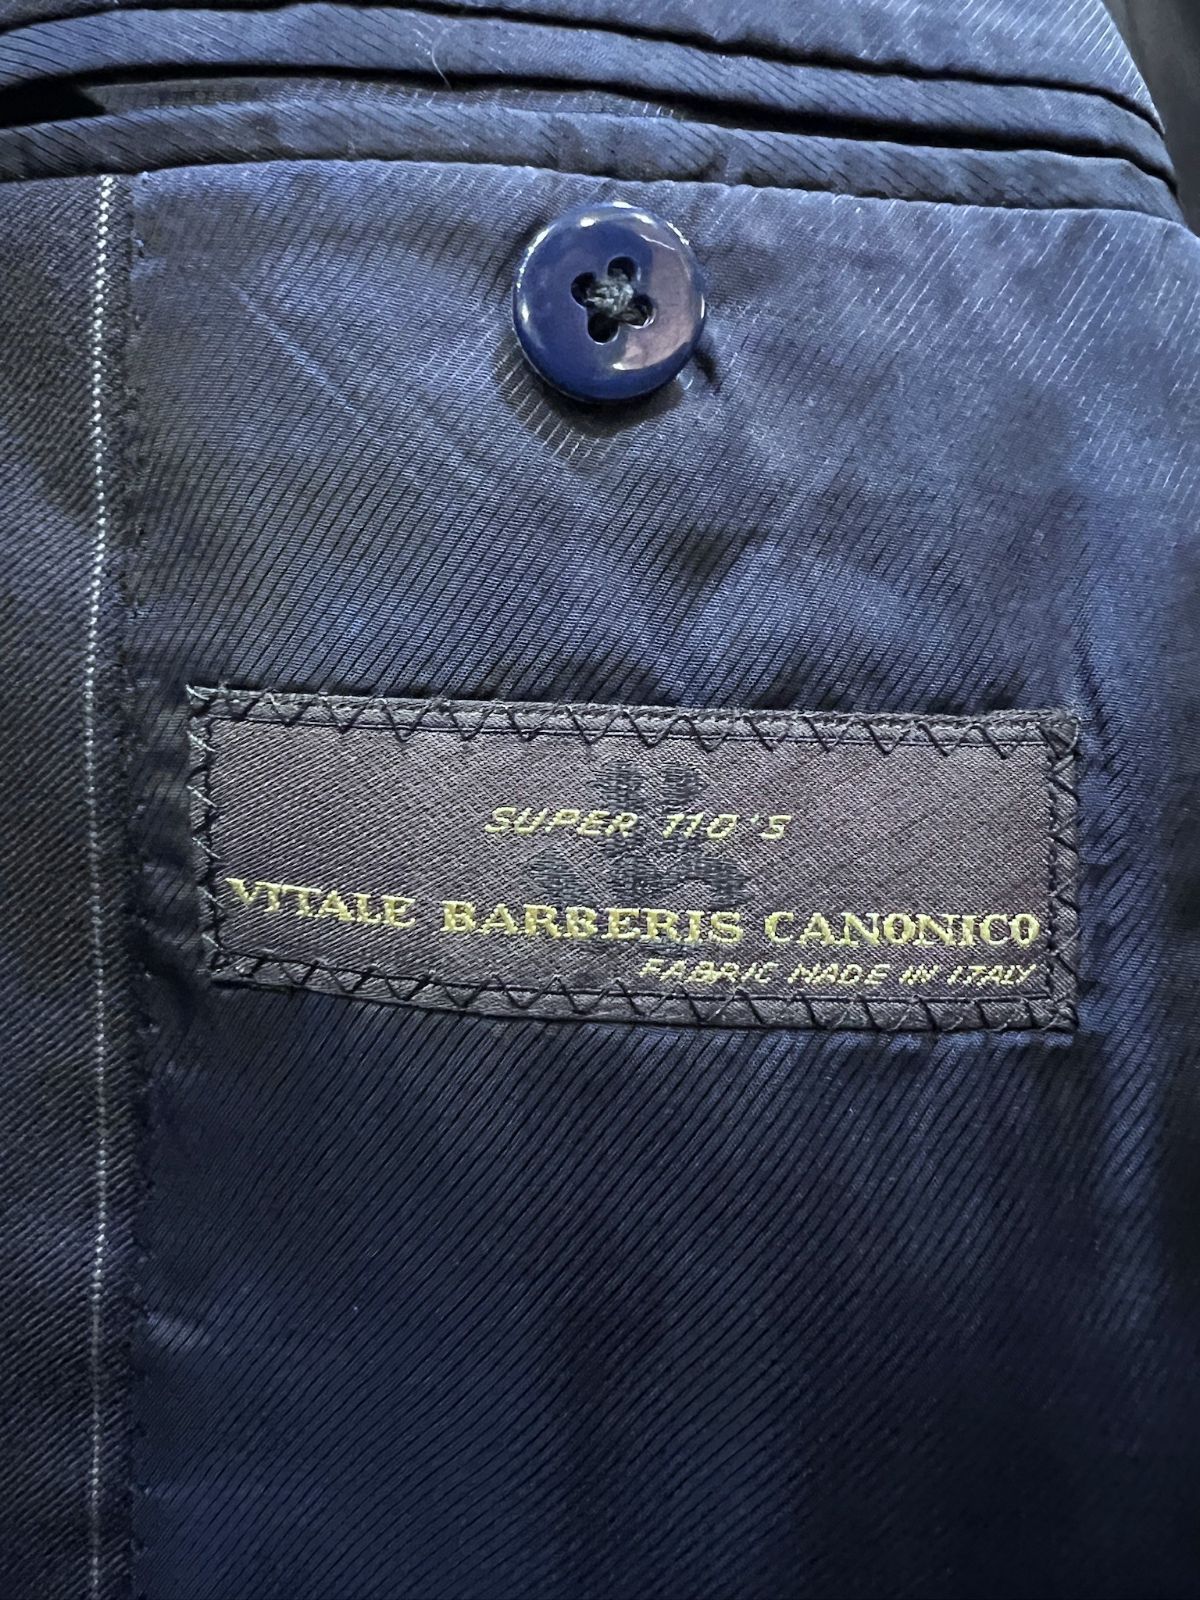 SUPER 110'S
VITALE BARBERIS CANONICO
FABRIC MADE IN ITALY